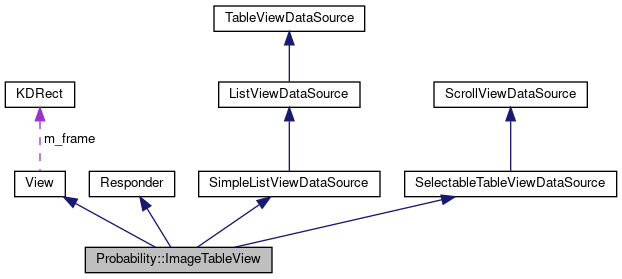 TableViewDataSource
KDRect
ListViewDataSource
ScrollViewDataSource
m_frame
View
Responder
SimpleListViewDataSource
SelectableTableViewDataSource
Probability::ImageTableView